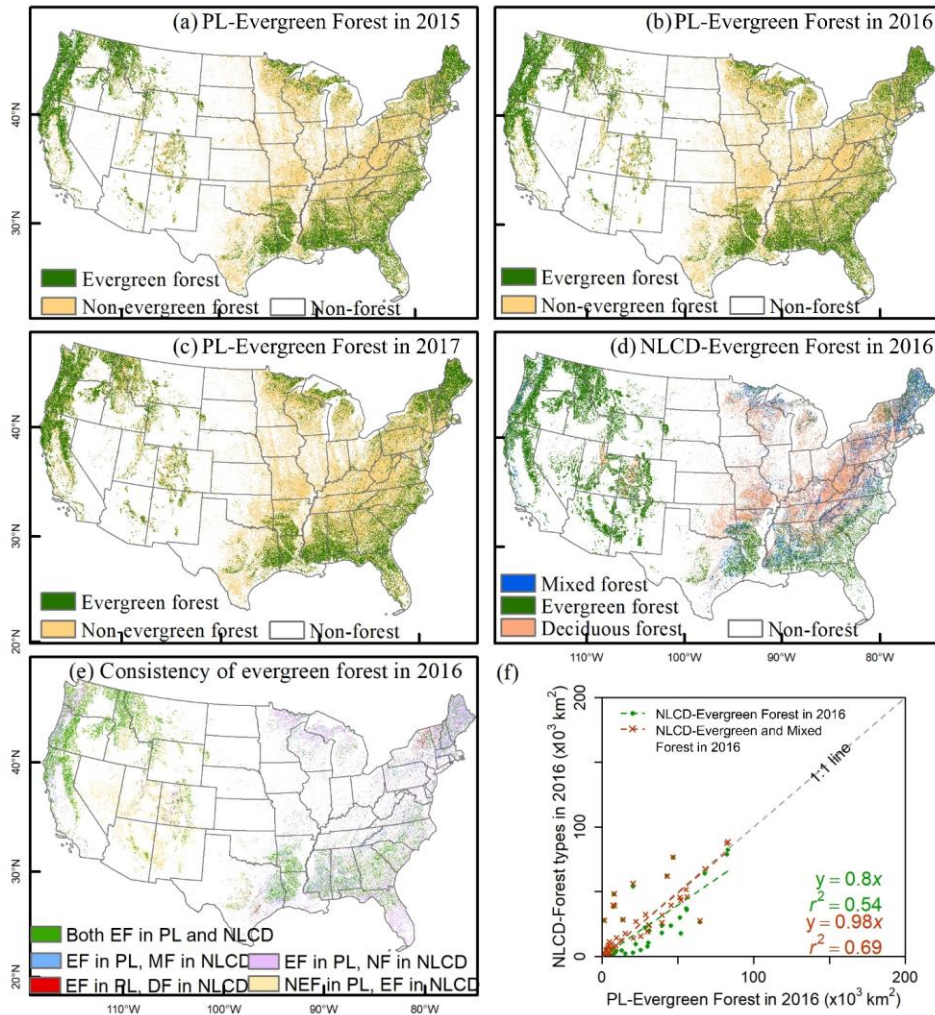 (a) PL-Evergreen Forest in 2015
40°N
30°N
Evergreen forest
Non-evergreen forest
Non-forest
(b) PL-Evergreen Forest in 2016
Evergreen forest
Non-evergreen forest
Non-forest
(c) PL-Evergreen Forest in 2017
40°N
30°N
20°N
Evergreen forest
Non-evergreen forest
Non-forest
(d) NLCD-Evergreen Forest in 2016
Mixed forest
Evergreen forest
Deciduous forest
Non-forest
110°W 100°W 90°W 80°W
(e) Consistency of evergreen forest in 2016
40°N
30°N
20°N
Both EF in PL and NLCD
EF in PL, MF in NLCD
EF in PL, NF in NLCD
EF in PL, DF in NLCD
NEF in PL, EF in NLCD
110°W 100°W 90°W 80°W
(f)
NLCD-Forest types in 2016 (x10³ km²)
200
100
0
NLCD-Evergreen Forest in 2016
NLCD-Evergreen and Mixed
Forest in 2016
1:1 line
y = 0.8x
r² = 0.54
y = 0.98x
r² = 0.69
0 100 200
PL-Evergreen Forest in 2016 (x10³ km²)